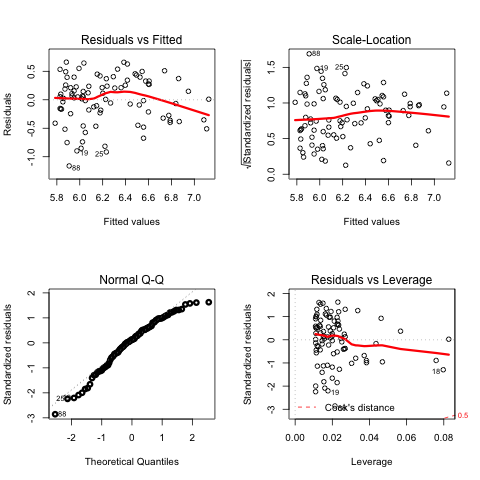 Residuals vs Fitted
Residuals
-1.0 -0.5 0.0 0.5
19
25
88
5.8 6.0 6.2 6.4 6.6 6.8 7.0
Fitted values
Scale-Location
√|Standardized residuals|
0.0 0.5 1.0 1.5
88
19
25
5.8 6.0 6.2 6.4 6.6 6.8 7.0
Fitted values
Normal Q-Q
Standardized residuals
-3 -2 -1 0 1 2
25
88
-2 -1 0 1 2
Theoretical Quantiles
Residuals vs Leverage
Standardized residuals
-3 -2 -1 0 1 2
18
19
Cook's distance
0.5
0.00 0.02 0.04 0.06 0.08
Leverage